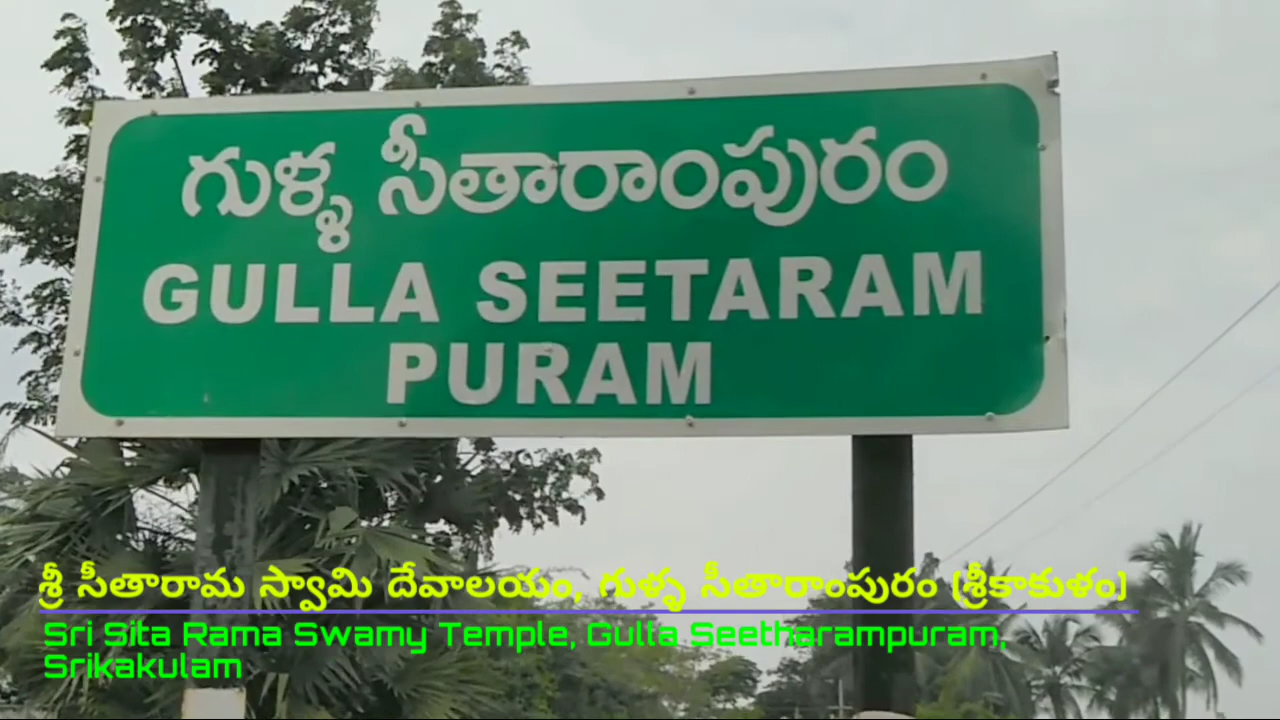 గుళ్ళ సీతారాంపురం
GULLA SEETARAM
PURAM
శ్రీ సీతారామ స్వామి దేవాలయం, గుళ్ళ సీతారాంపురం (శ్రీకాకుళం)
Sri Sita Rama Swamy Temple, Gulla Seetharampuram,
Srikakulam